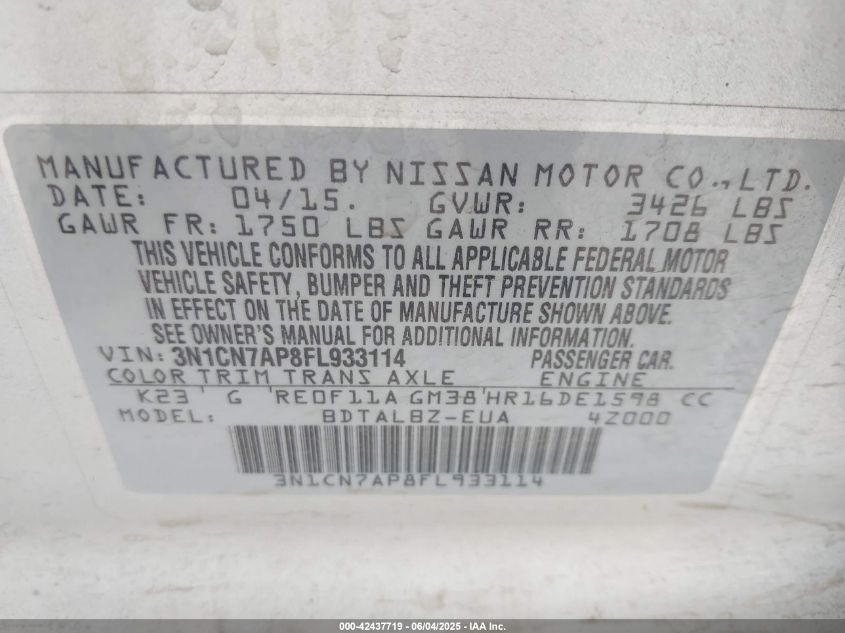 MANUFACTURED BY NISSAN MOTOR CO., LTD.
DATE: 04/15. GVWR: 3426 LBS
GAWR FR: 1750 LBS GAWR RR: 1708 LBS
THIS VEHICLE CONFORMS TO ALL APPLICABLE FEDERAL MOTOR
VEHICLE SAFETY, BUMPER AND THEFT PREVENTION STANDARDS
IN EFFECT ON THE DATE OF MANUFACTURE SHOWN ABOVE.
SEE OWNER'S MANUAL FOR ADDITIONAL INFORMATION.
VIN: 3N1CN7AP8FL933114 PASSENGER CAR.
COLOR TRIM TRANS AXLE ENGINE
K23 G RE0F11A GM38 HR16DE1598 CC
MODEL: BDTALBZ-EUA 4Z000
3N1CN7AP8FL933114
000-42437719 - 06/04/2025 - IAA Inc.